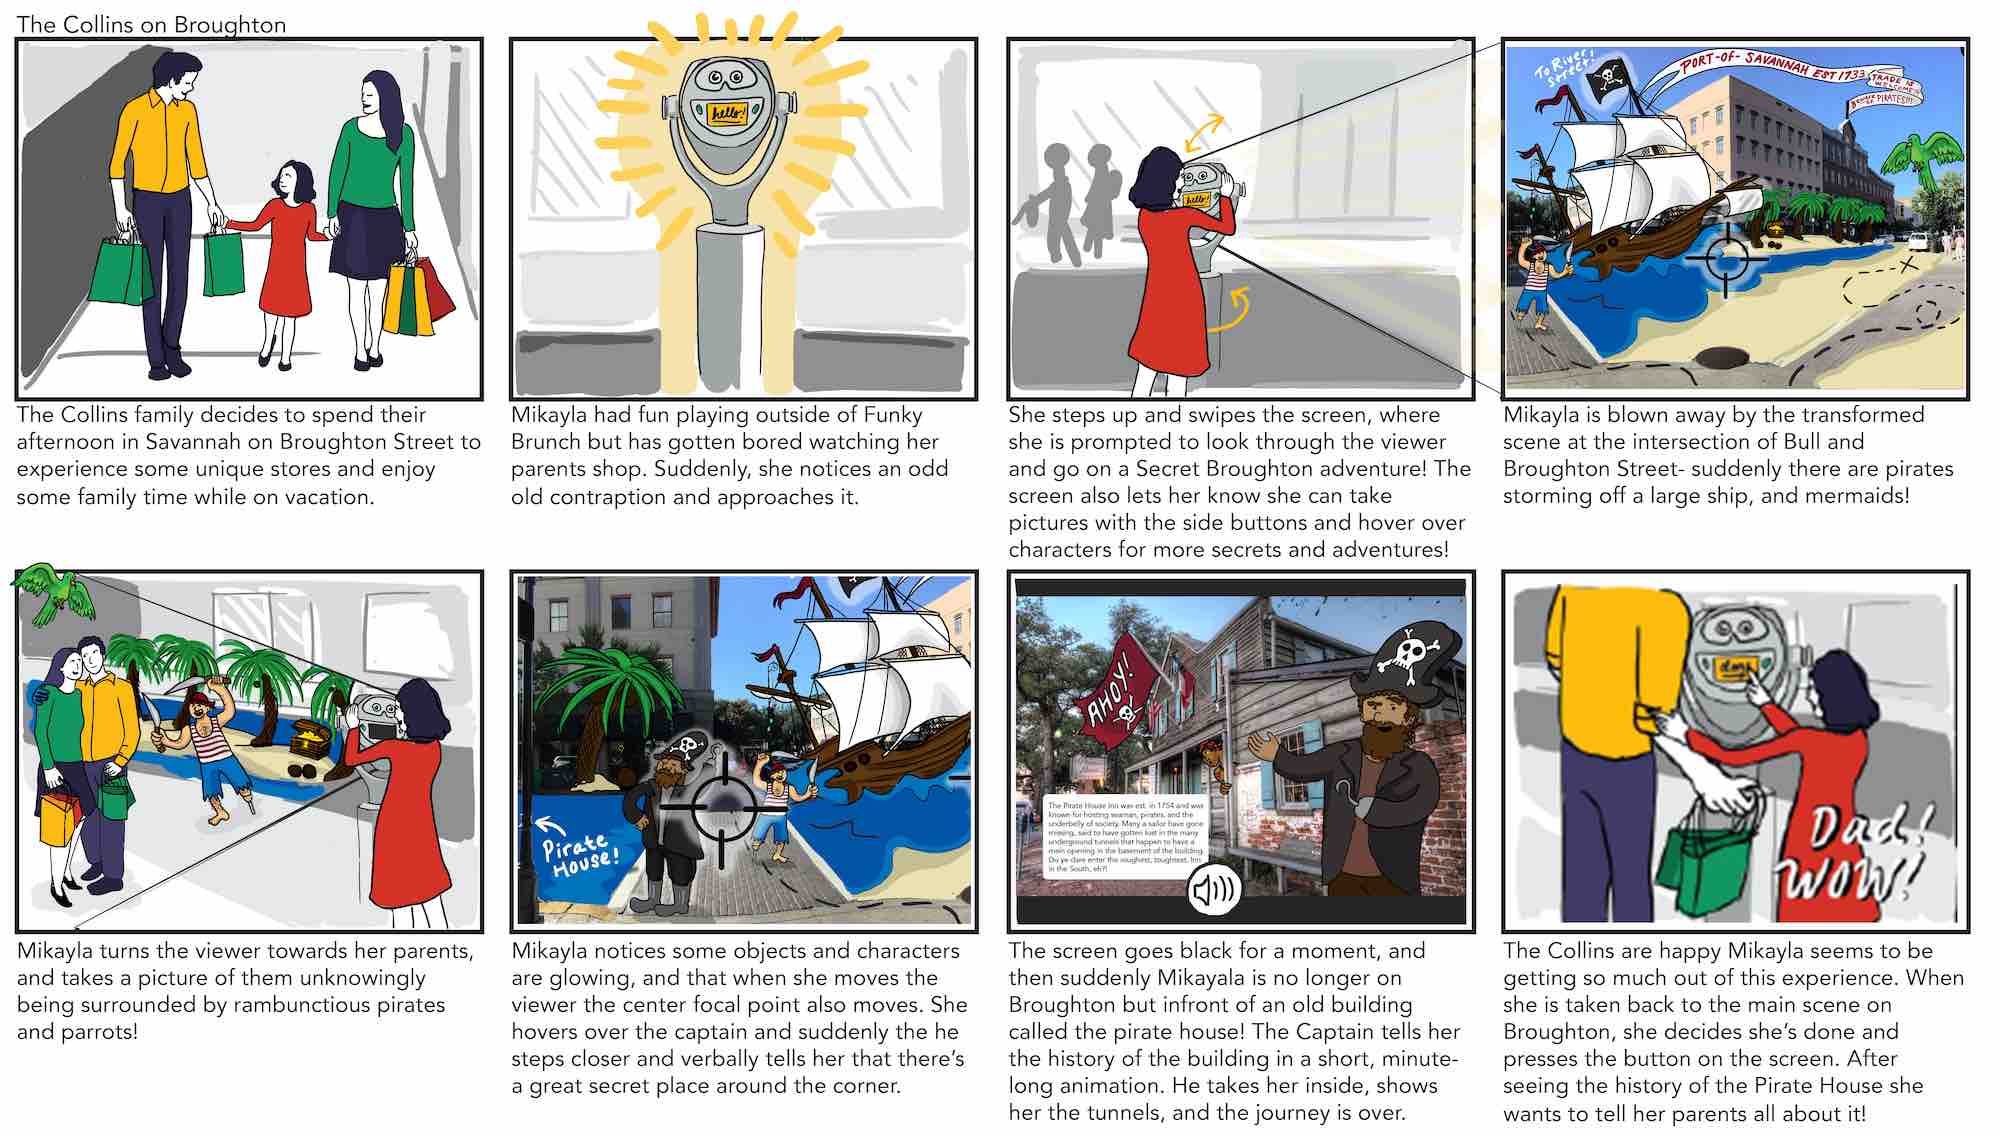 The Collins on Broughton
hello!
hello!
To River
Street!
PORT-OF- SAVANNAH EST 1733
TRADE IS
WELCOME
BEWARE
OF PIRATES!!!
The Collins family decides to spend their
afternoon in Savannah on Broughton Street to
experience some unique stores and enjoy
some family time while on vacation.
Mikayla had fun playing outside of Funky
Brunch but has gotten bored watching her
parents shop. Suddenly, she notices an odd
old contraption and approaches it.
She steps up and swipes the screen, where
she is prompted to look through the viewer
and go on a Secret Broughton adventure! The
screen also lets her know she can take
pictures with the side buttons and hover over
characters for more secrets and adventures!
Mikayla is blown away by the transformed
scene at the intersection of Bull and
Broughton Street- suddenly there are pirates
storming off a large ship, and mermaids!
Pirate
House!
AHOY!
The Pirate House Inn was est. in 1754 and was
known for hosting seaman, pirates, and the
underbelly of society. Many a sailor have gone
missing, said to have gotten lost in the many
underground tunnels that happen to have a
main opening in the basement of the building.
Do ye dare enter the roughest, toughtest, Inn
in the South, eh?!
done
Dad!
WOW!
Mikayla turns the viewer towards her parents,
and takes a picture of them unknowingly
being surrounded by rambunctious pirates
and parrots!
Mikayla notices some objects and characters
are glowing, and that when she moves the
viewer the center focal point also moves. She
hovers over the captain and suddenly the he
steps closer and verbally tells her that there's
a great secret place around the corner.
The screen goes black for a moment, and
then suddenly Mikayala is no longer on
Broughton but infront of an old building
called the pirate house! The Captain tells her
the history of the building in a short, minute-
long animation. He takes her inside, shows
her the tunnels, and the journey is over.
The Collins are happy Mikayla seems to be
getting so much out of this experience. When
she is taken back to the main scene on
Broughton, she decides she's done and
presses the button on the screen. After
seeing the history of the Pirate House she
wants to tell her parents all about it!